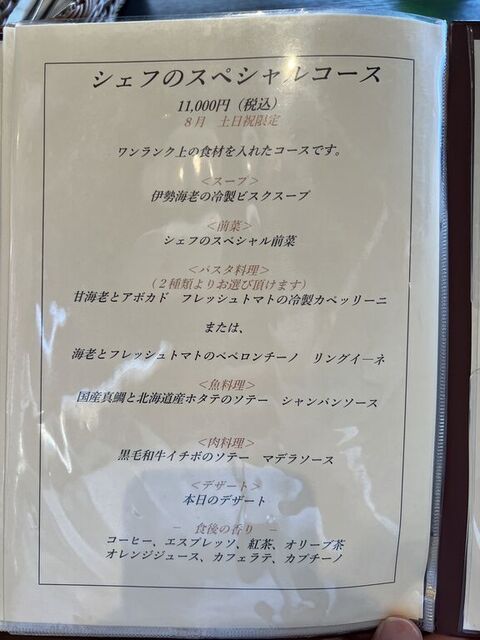 シェフのスペシャルコース
11,000円（税込）
８月　土日祝限定
ワンランク上の食材を入れたコースです。
＜スープ＞
伊勢海老の冷製ビスクスープ
＜前菜＞
シェフのスペシャル前菜
＜パスタ料理＞
（２種類よりお選び頂けます）
甘海老とアボカド　フレッシュトマトの冷製カペッリーニ
または、
海老とフレッシュトマトのペペロンチーノ　リングイーネ
＜魚料理＞
国産真鯛と北海道産ホタテのソテー　シャンパンソース
＜肉料理＞
黒毛和牛イチボのソテー　マデラソース
＜デザート＞
本日のデザート
－　食後の香り　－
コーヒー、エスプレッソ、紅茶、オリーブ茶
オレンジジュース、カフェラテ、カプチーノ